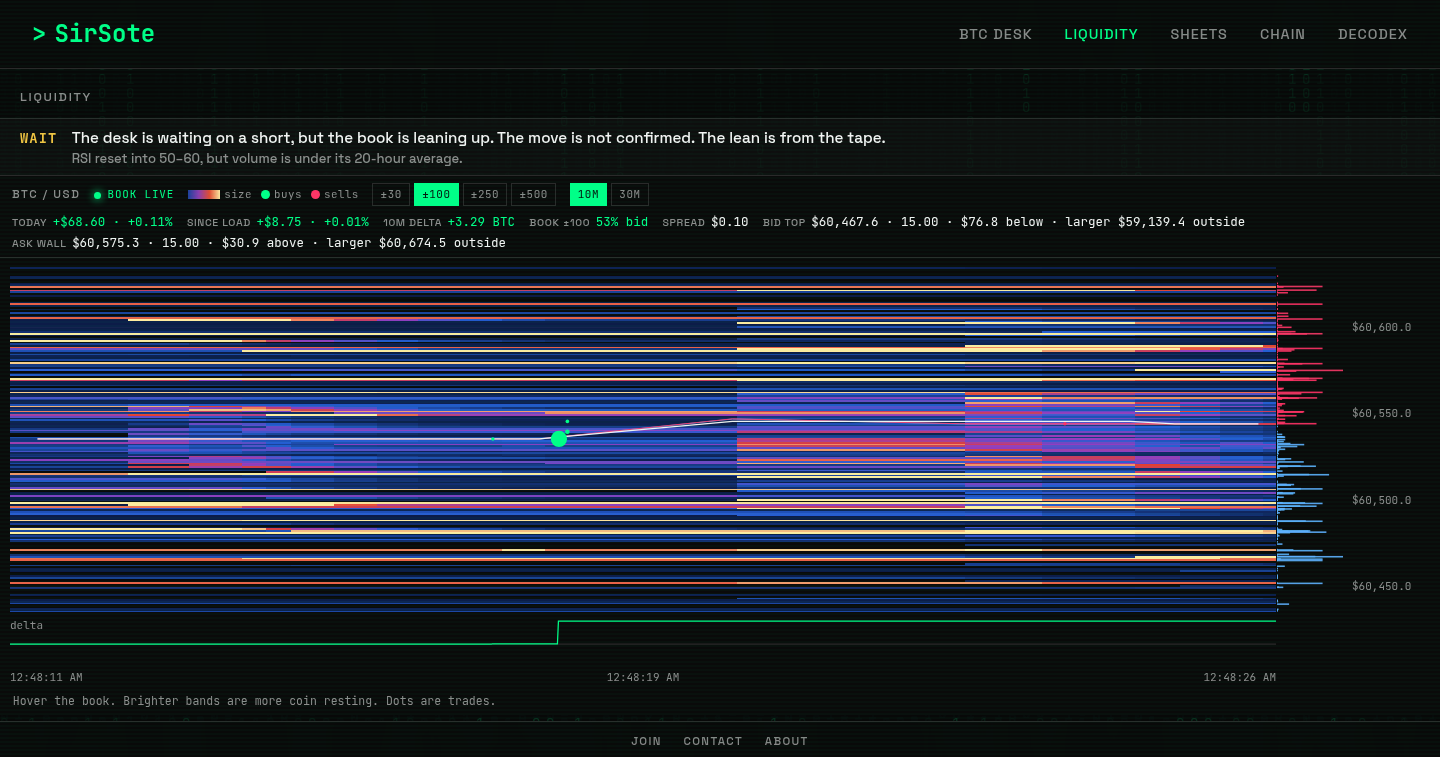 > SirSote
BTC DESK LIQUIDITY SHEETS CHAIN DECODEX
LIQUIDITY
WAIT The desk is waiting on a short, but the book is leaning up. The move is not confirmed. The lean is from the tape.
RSI reset into 50–60, but volume is under its 20-hour average.
BTC / USD BOOK LIVE size buys sells ±30 ±100 ±250 ±500 10M 30M
TODAY +$68.60 · +0.11% SINCE LOAD +$8.75 · +0.01% 10M DELTA +3.29 BTC BOOK ±100 53% bid SPREAD $0.10 BID TOP $60,467.6 · 15.00 · $76.8 below · larger $59,139.4 outside
ASK WALL $60,575.3 · 15.00 · $30.9 above · larger $60,674.5 outside
$60,600.0
$60,550.0
$60,500.0
$60,450.0
delta
12:48:11 AM 12:48:19 AM 12:48:26 AM
Hover the book. Brighter bands are more coin resting. Dots are trades.
JOIN CONTACT ABOUT